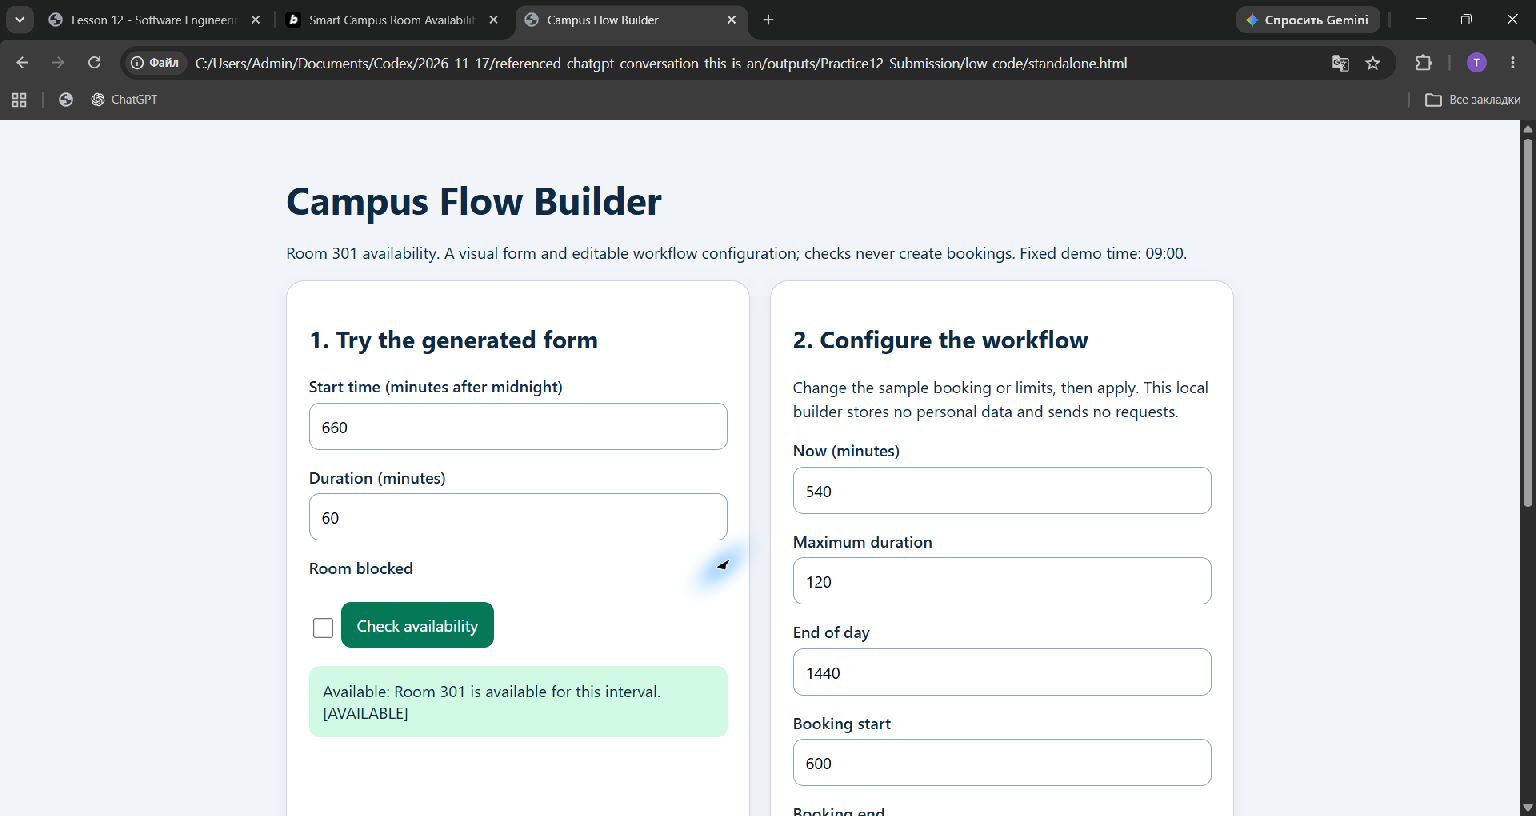 Lesson 12 - Software Engineerin
Smart Campus Room Availabilit
Campus Flow Builder
Спросить Gemini
Файл
C:/Users/Admin/Documents/Codex/2026 11 17/referenced chatgpt conversation this is an/outputs/Practice12 Submission/low code/standalone.html
T
ChatGPT
Все закладки
Campus Flow Builder
Room 301 availability. A visual form and editable workflow configuration; checks never create bookings. Fixed demo time: 09:00.
1. Try the generated form
Start time (minutes after midnight)
660
Duration (minutes)
60
Room blocked
Check availability
Available: Room 301 is available for this interval.
[AVAILABLE]
2. Configure the workflow
Change the sample booking or limits, then apply. This local
builder stores no personal data and sends no requests.
Now (minutes)
540
Maximum duration
120
End of day
1440
Booking start
600
Booking end